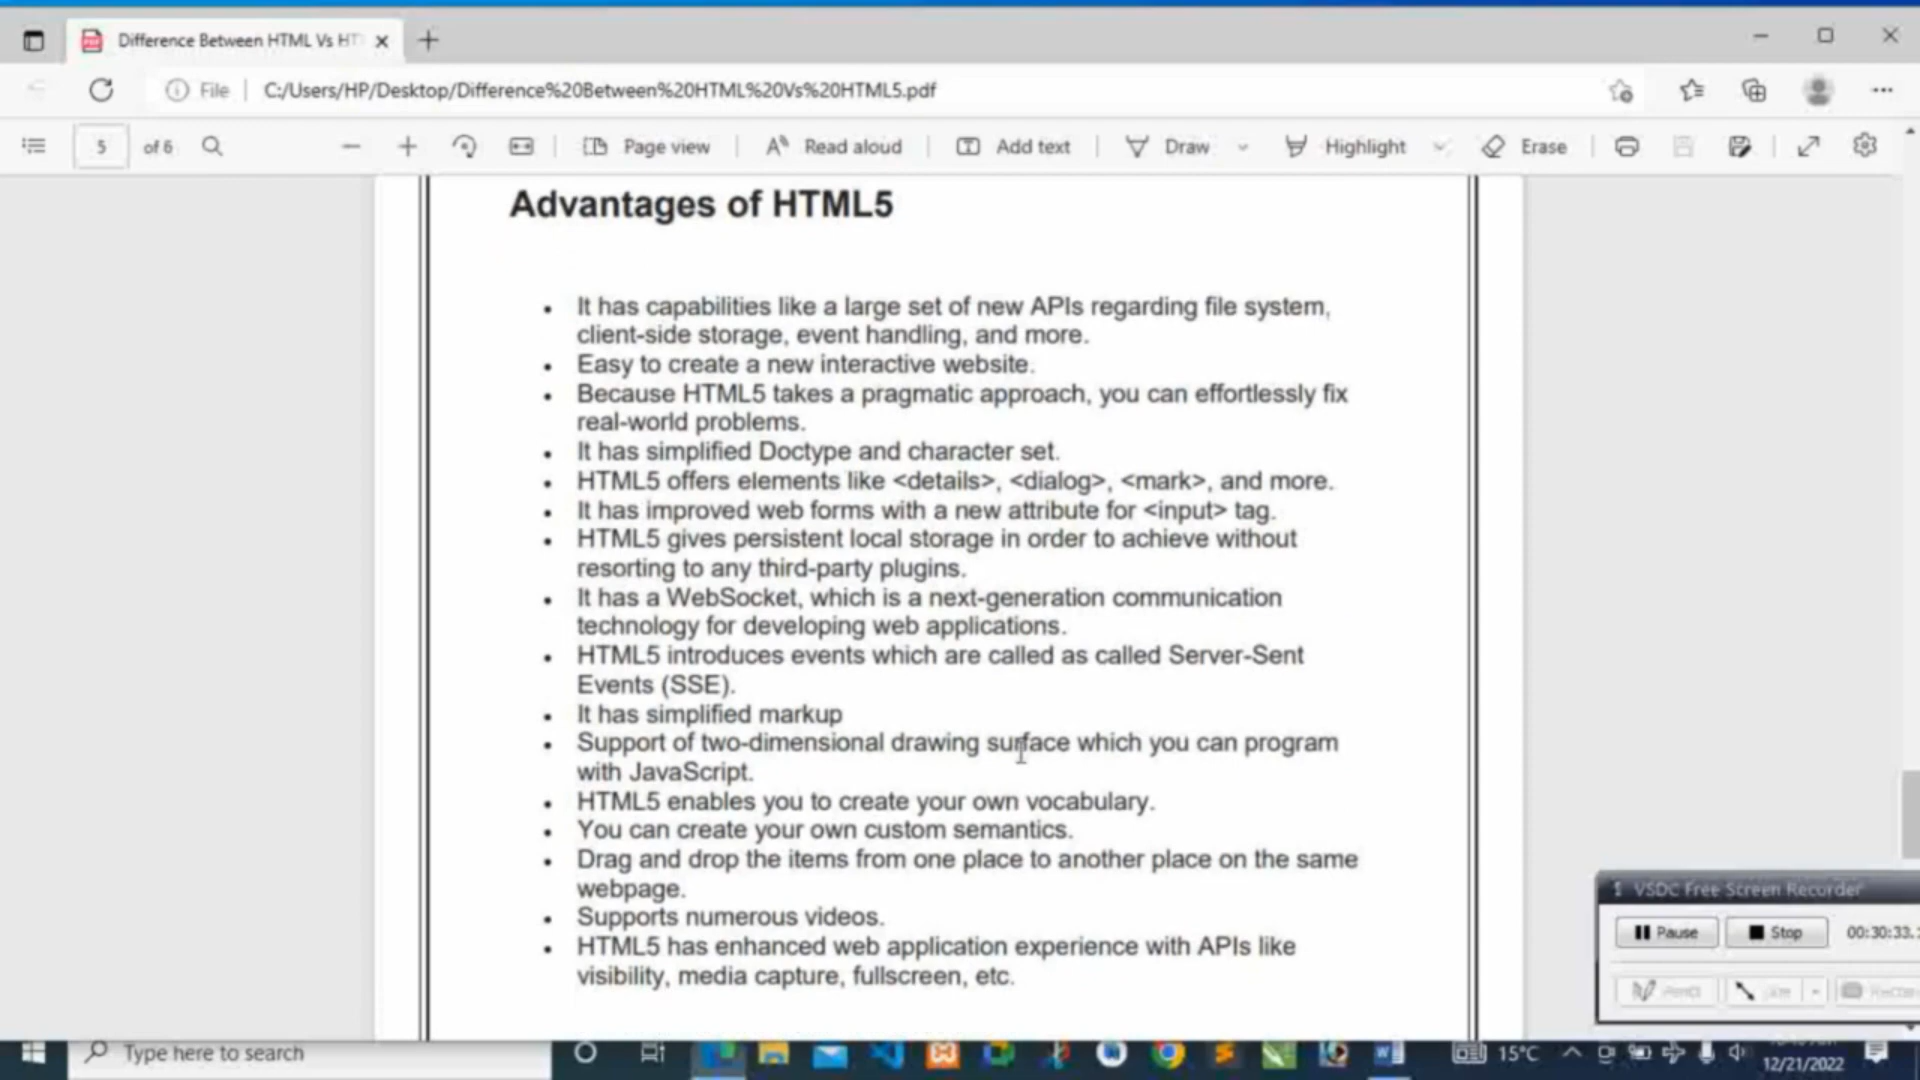 Difference Between HTML Vs HT
File
C:/Users/HP/Desktop/Difference%20Between%20HTML%20Vs%20HTML5.pdf
5 of 6
Page view
Read aloud
Add text
Draw
Highlight
Erase
Advantages of HTML5
• It has capabilities like a large set of new APIs regarding file system,
client-side storage, event handling, and more.
• Easy to create a new interactive website.
• Because HTML5 takes a pragmatic approach, you can effortlessly fix
real-world problems.
• It has simplified Doctype and character set.
• HTML5 offers elements like <details>, <dialog>, <mark>, and more.
• It has improved web forms with a new attribute for <input> tag.
• HTML5 gives persistent local storage in order to achieve without
resorting to any third-party plugins.
• It has a WebSocket, which is a next-generation communication
technology for developing web applications.
• HTML5 introduces events which are called as called Server-Sent
Events (SSE).
• It has simplified markup
• Support of two-dimensional drawing surface which you can program
with JavaScript.
• HTML5 enables you to create your own vocabulary.
• You can create your own custom semantics.
• Drag and drop the items from one place to another place on the same
webpage.
• Supports numerous videos.
• HTML5 has enhanced web application experience with APIs like
visibility, media capture, fullscreen, etc.
VSDC Free Screen Recorder
Pause
Stop
00:30:33.
Type here to search
15°C
12/21/2022